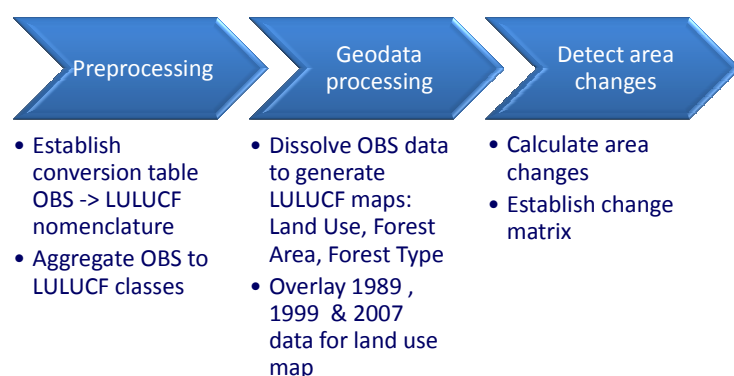 Preprocessing
• Establish
conversion table
OBS -> LULUCF
nomenclature
• Aggregate OBS to
LULUCF classes
Geodata
processing
• Dissolve OBS data
to generate
LULUCF maps:
Land Use, Forest
Area, Forest Type
• Overlay 1989 ,
1999 & 2007
data for land use
map
Detect area
changes
• Calculate area
changes
• Establish change
matrix